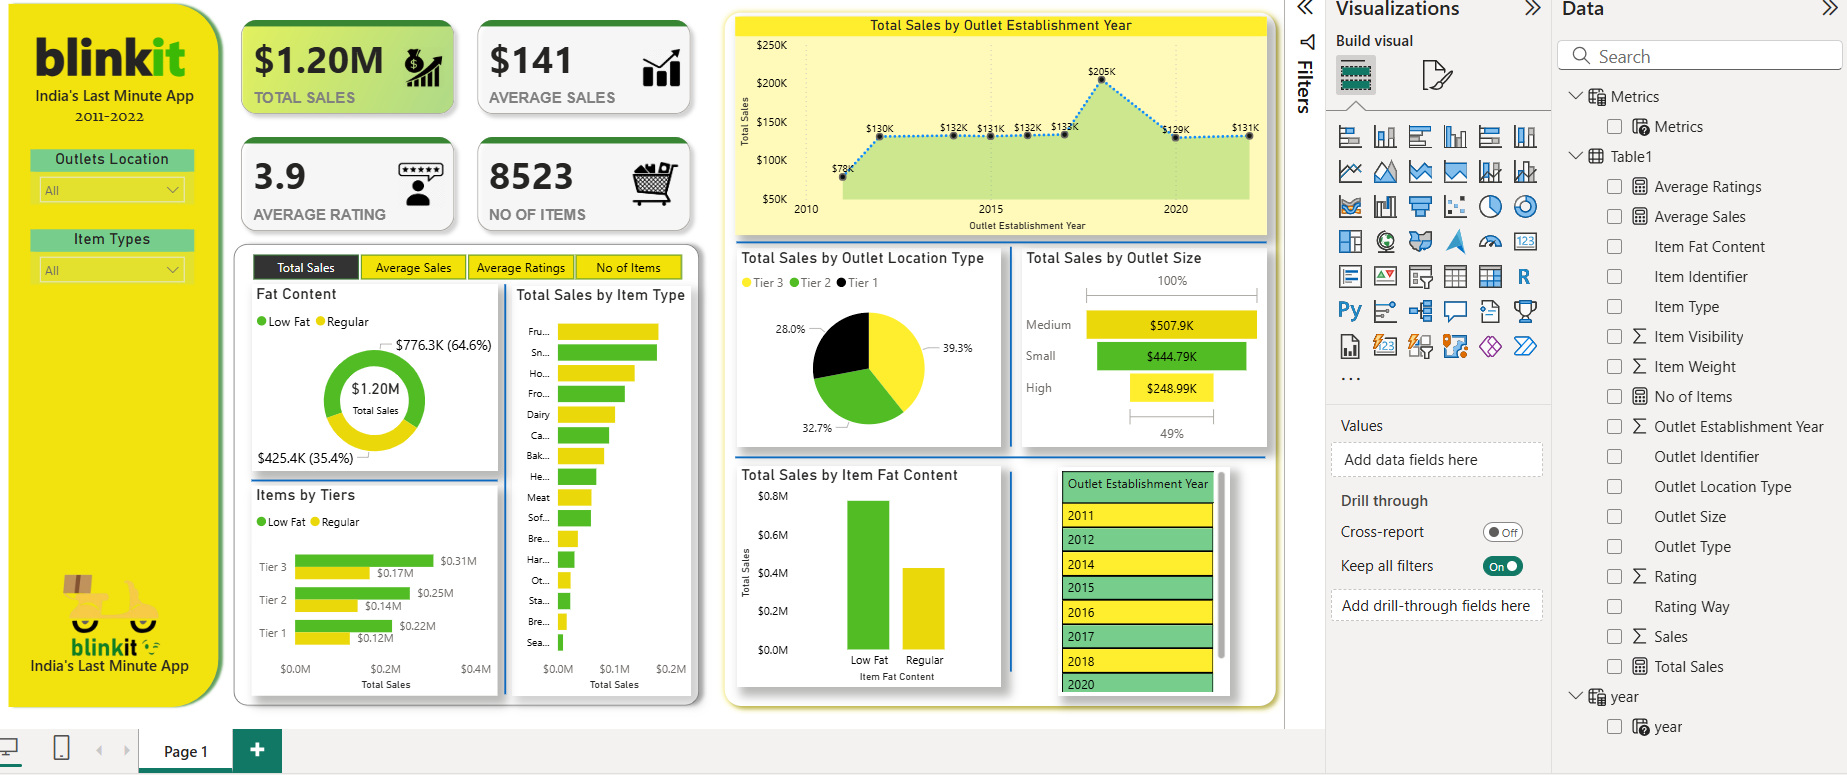 blinkit
India's Last Minute App
2011-2022
Outlets Location
All
Item Types
All
blinkit
India's Last Minute App
$1.20M
TOTAL SALES
$141
AVERAGE SALES
3.9
AVERAGE RATING
8523
NO OF ITEMS
Total Sales
Average Sales
Average Ratings
No of Items
Fat Content
Low Fat
Regular
$776.3K (64.6%)
$1.20M
Total Sales
$425.4K (35.4%)
Items by Tiers
Low Fat
Regular
Tier 3
$0.31M
$0.17M
Tier 2
$0.25M
$0.14M
Tier 1
$0.22M
$0.12M
$0.0M
$0.2M
$0.4M
Total Sales
Total Sales by Item Type
Fru...
Sn...
Ho...
Fro...
Dairy
Ca...
Bak...
He...
Meat
Sof...
Bre...
Har...
Ot...
Sta...
Bre...
Sea...
$0.0M
$0.1M
$0.2M
Total Sales
Total Sales by Outlet Establishment Year
Total Sales
$250K
$200K
$150K
$100K
$50K
$78K
$130K
$132K
$131K
$132K
$133K
$205K
$129K
$131K
2010
2015
2020
Outlet Establishment Year
Total Sales by Outlet Location Type
Tier 3
Tier 2
Tier 1
28.0%
39.3%
32.7%
Total Sales by Outlet Size
100%
Medium
$507.9K
Small
$444.79K
High
$248.99K
49%
Total Sales by Item Fat Content
Total Sales
$0.8M
$0.6M
$0.4M
$0.2M
$0.0M
Low Fat
Regular
Item Fat Content
Outlet Establishment Year
2011
2012
2014
2015
2016
2017
2018
2020
Page 1
+
Filters
Visualizations
Build visual
123
R
Py
123
...
Values
Add data fields here
Drill through
Cross-report
Off
Keep all filters
On
Add drill-through fields here
Data
Search
Metrics
Metrics
Table1
Average Ratings
Average Sales
Item Fat Content
Item Identifier
Item Type
Item Visibility
Item Weight
No of Items
Outlet Establishment Year
Outlet Identifier
Outlet Location Type
Outlet Size
Outlet Type
Rating
Rating Way
Sales
Total Sales
year
year